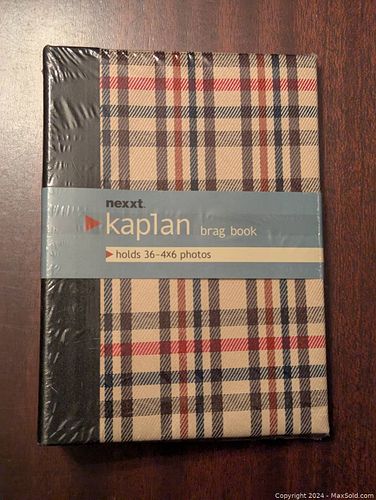 nexxt.
kaplan brag book
holds 36-4x6 photos
Copyright 2024 - MaxSold.com